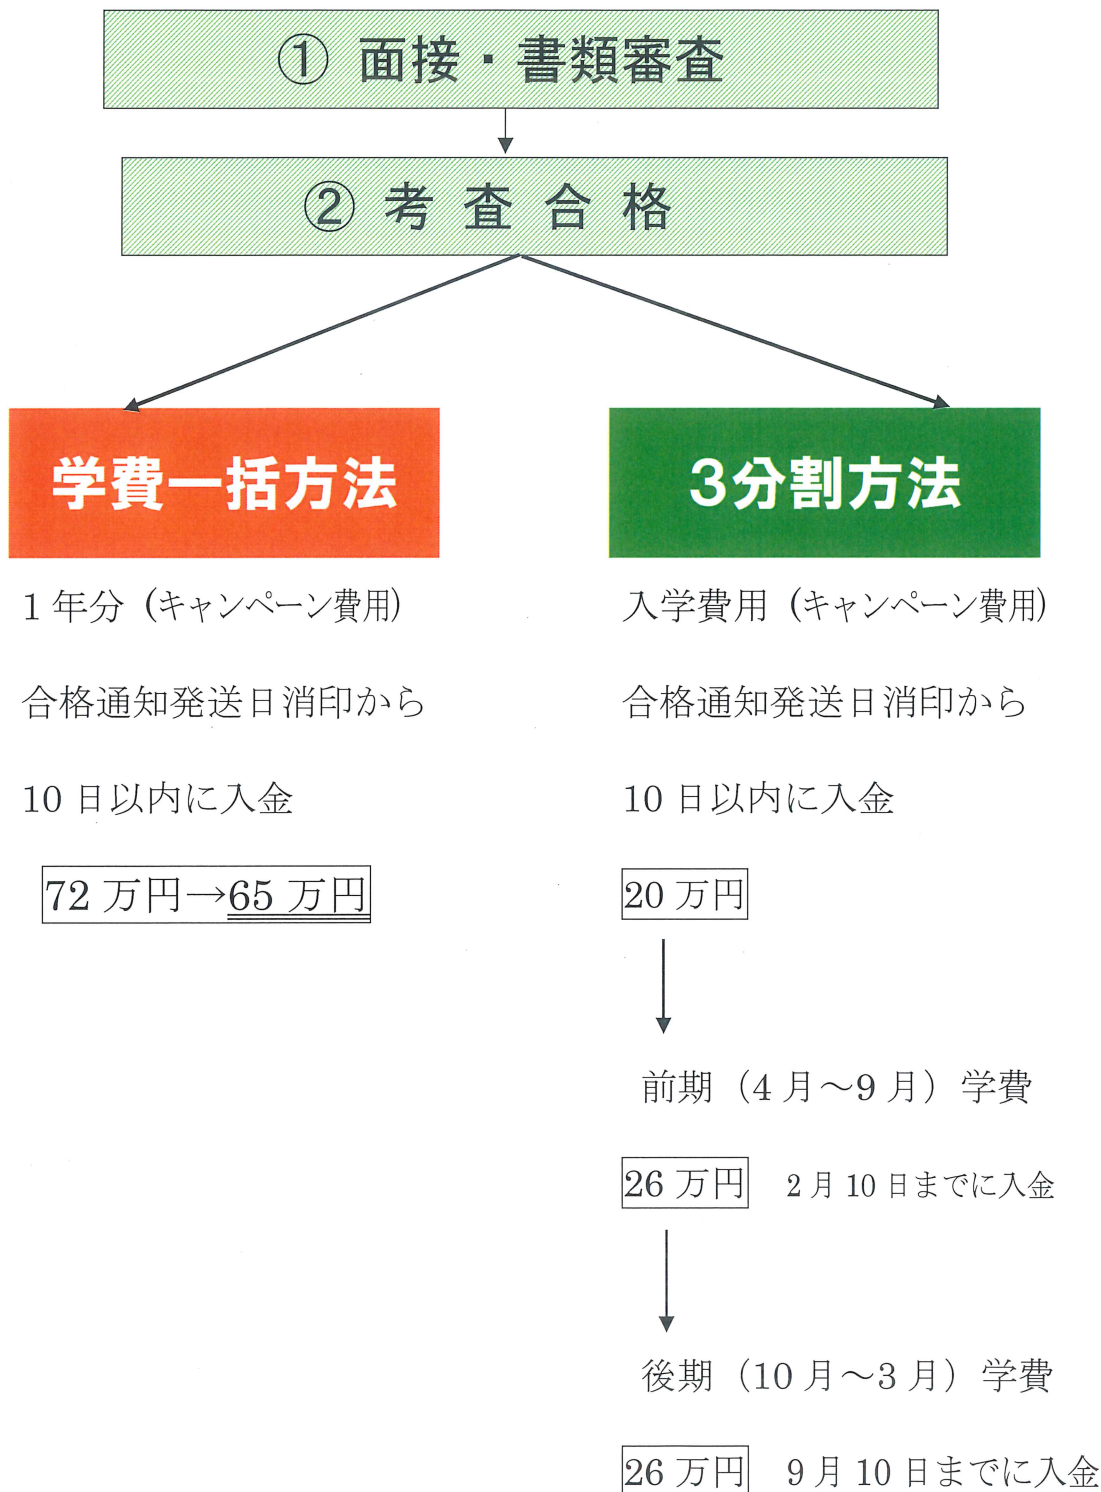 ① 面接・書類審査
② 考査合格
学費一括方法
1年分（キャンペーン費用）
合格通知発送日消印から
10日以内に入金
72万円→65万円
3分割方法
入学費用（キャンペーン費用）
合格通知発送日消印から
10日以内に入金
20万円
前期（4月～9月）学費
26万円 2月10日までに入金
後期（10月～3月）学費
26万円 9月10日までに入金